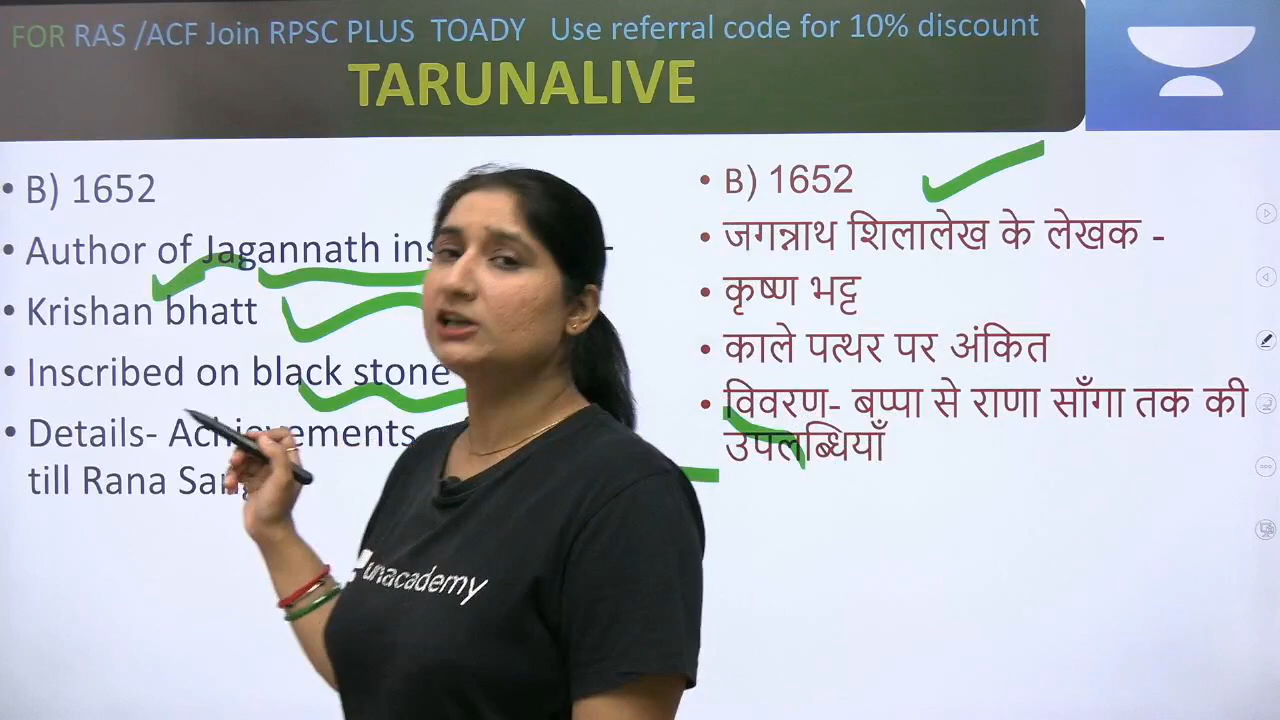 FOR RAS /ACF Join RPSC PLUS TOADY Use referral code for 10% discount
TARUNALIVE
• B) 1652
• Author of Jagannath -
• Krishan bhatt
• Inscribed on black stone
• Details- Achievements
till Rana
• B) 1652
• जगन्नाथ शिलालेख के लेखक -
• कृष्ण भट्ट
• काले पत्थर पर अंकित
• विवरण- बप्पा से राणा साँगा तक की
उपलब्धियाँ
unacademy